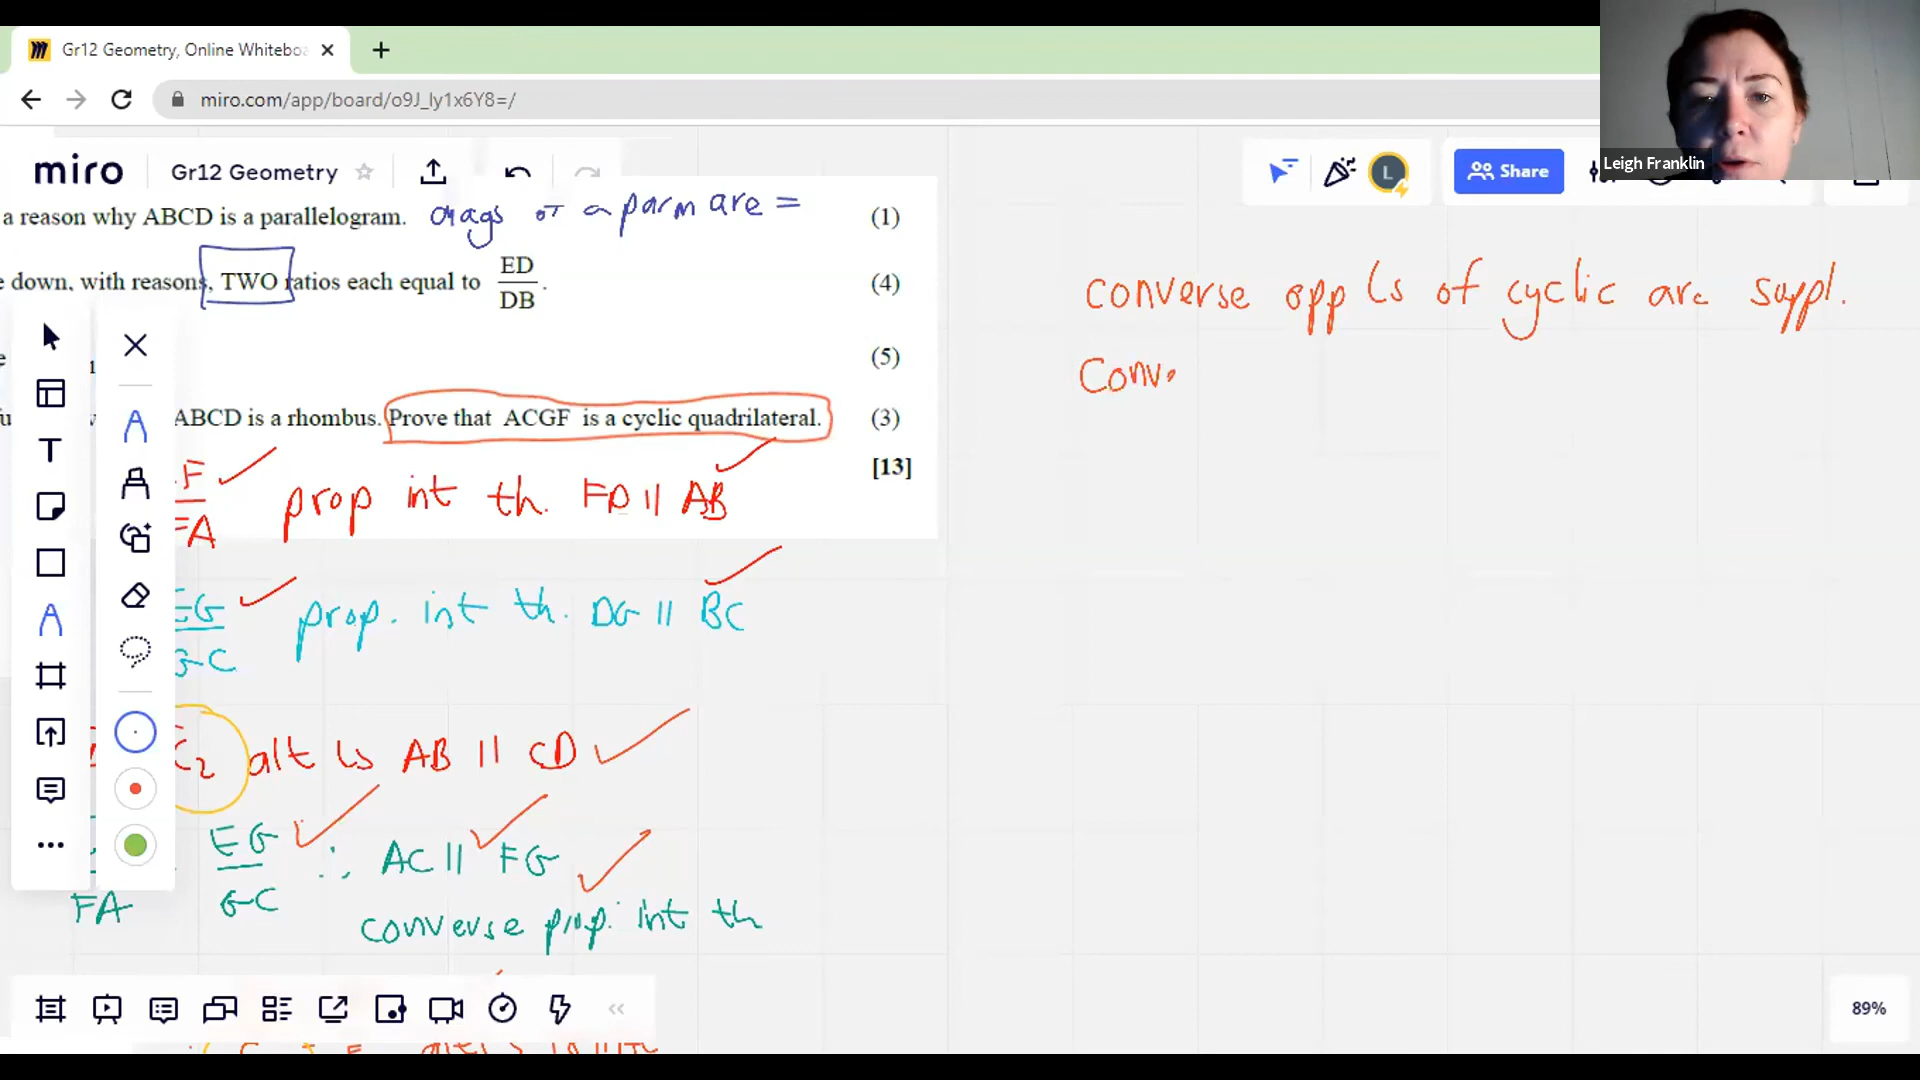 Gr12 Geometry, Online Whitebo
miro.com/app/board/o9J_ly1x6Y8=/
Leigh Franklin
miro
Gr12 Geometry
L
Share
a reason why ABCD is a parallelogram. diags of a parm are = (1)
e down, with reasons, TWO ratios each equal to ED/DB. (4)
(5)
ABCD is a rhombus. Prove that ACGF is a cyclic quadrilateral. (3)
[13]
F
FA
prop int th. FD || AB
EG
GC
prop. int th. DG || BC
alt ∠s AB || CD
EG
FA
GC
∴ AC || FG
converse prop. int th
converse opp ∠s of cyclic are suppl.
Conv
89%